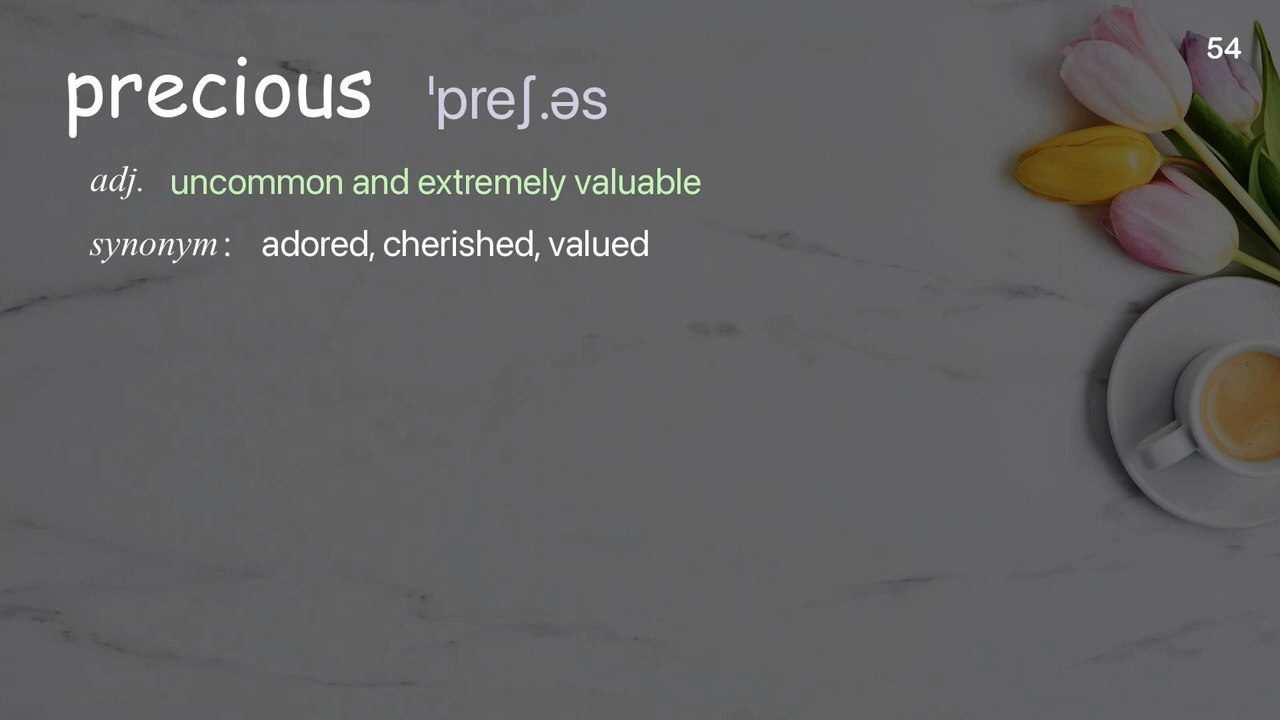 54
precious ˈpreʃ.əs
adj. uncommon and extremely valuable
synonym : adored, cherished, valued